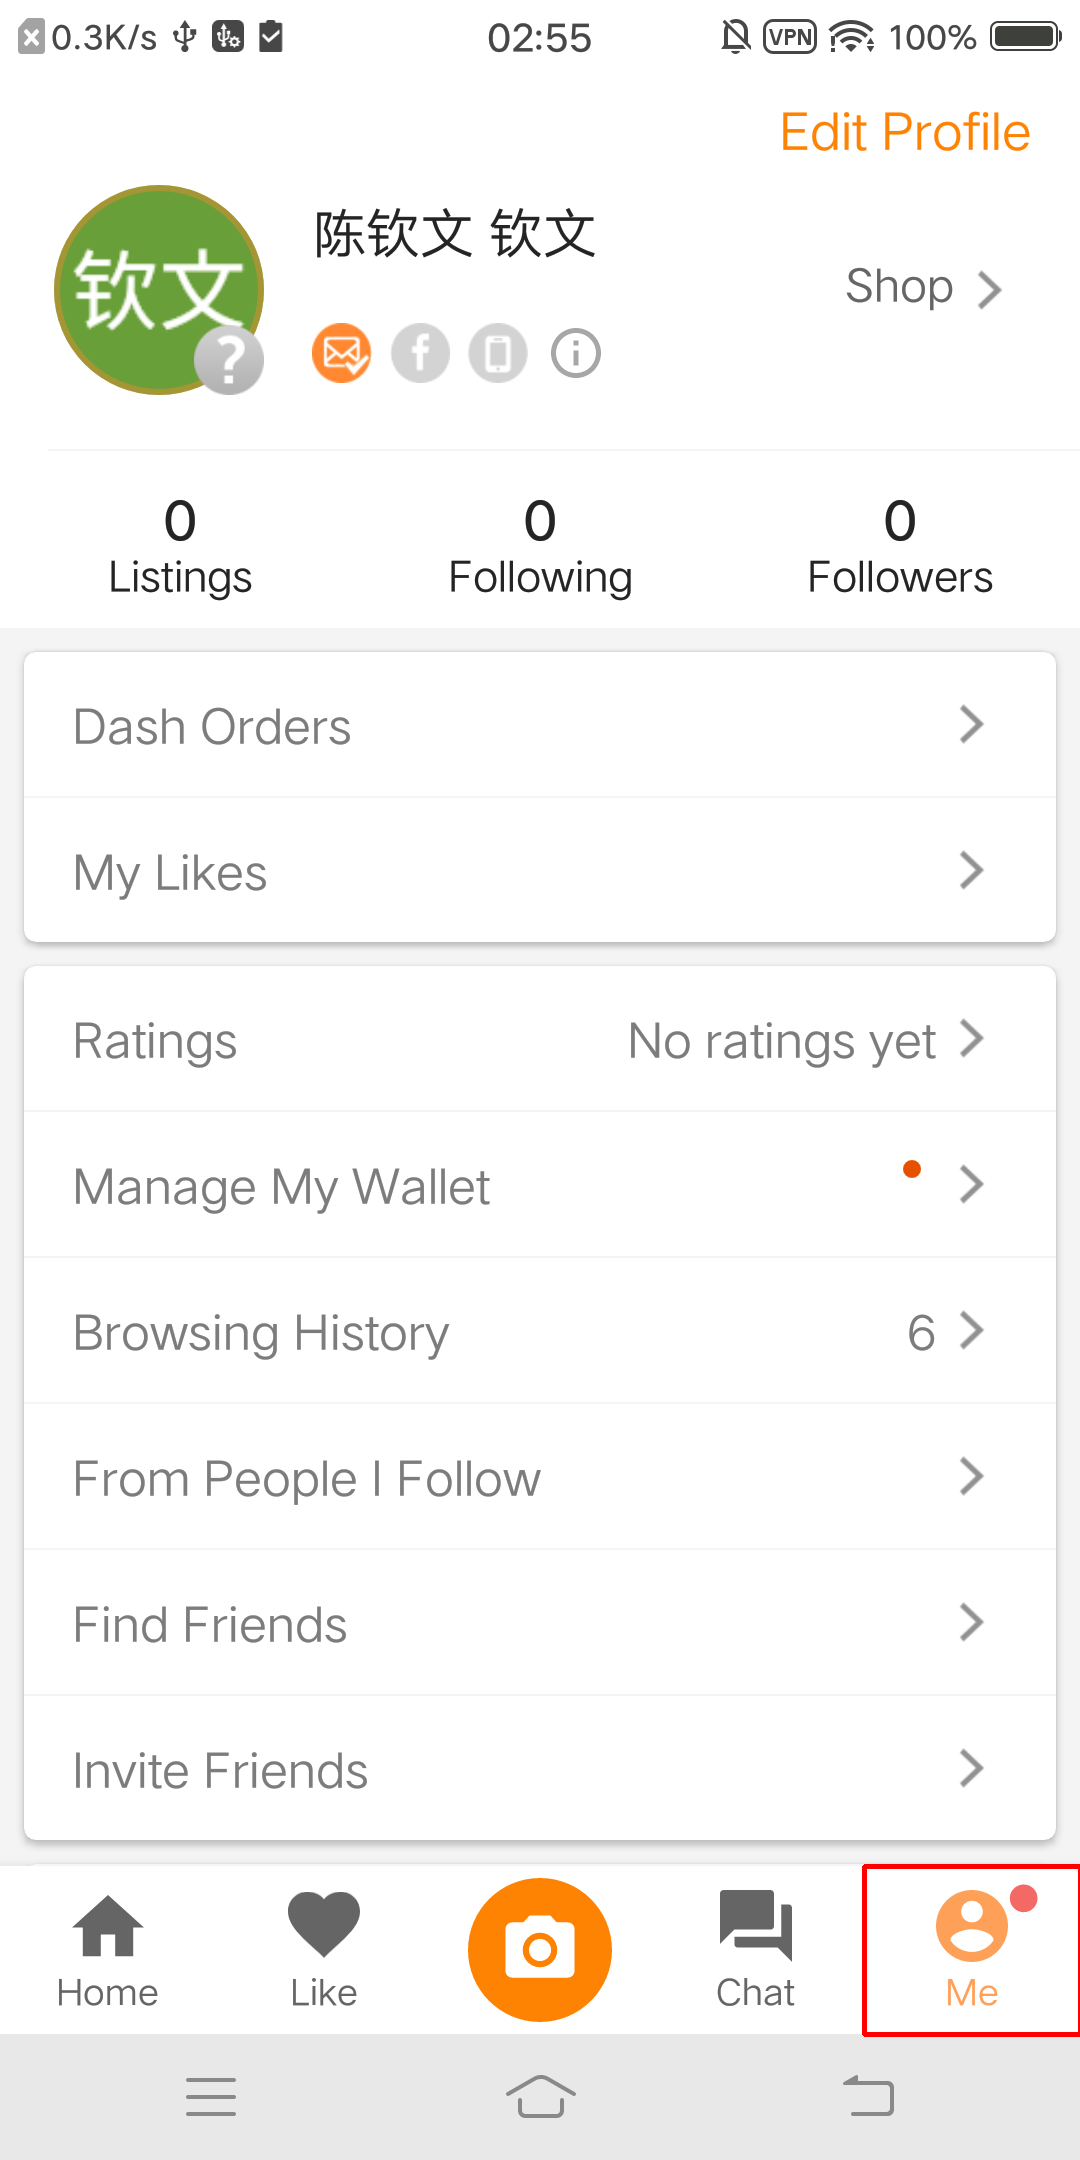 0.3K/s 02:55 VPN 100%
Edit Profile
钦文
陈钦文 钦文
Shop
0 0 0
Listings Following Followers
Dash Orders
My Likes
Ratings No ratings yet
Manage My Wallet
Browsing History 6
From People I Follow
Find Friends
Invite Friends
Home Like Chat Me